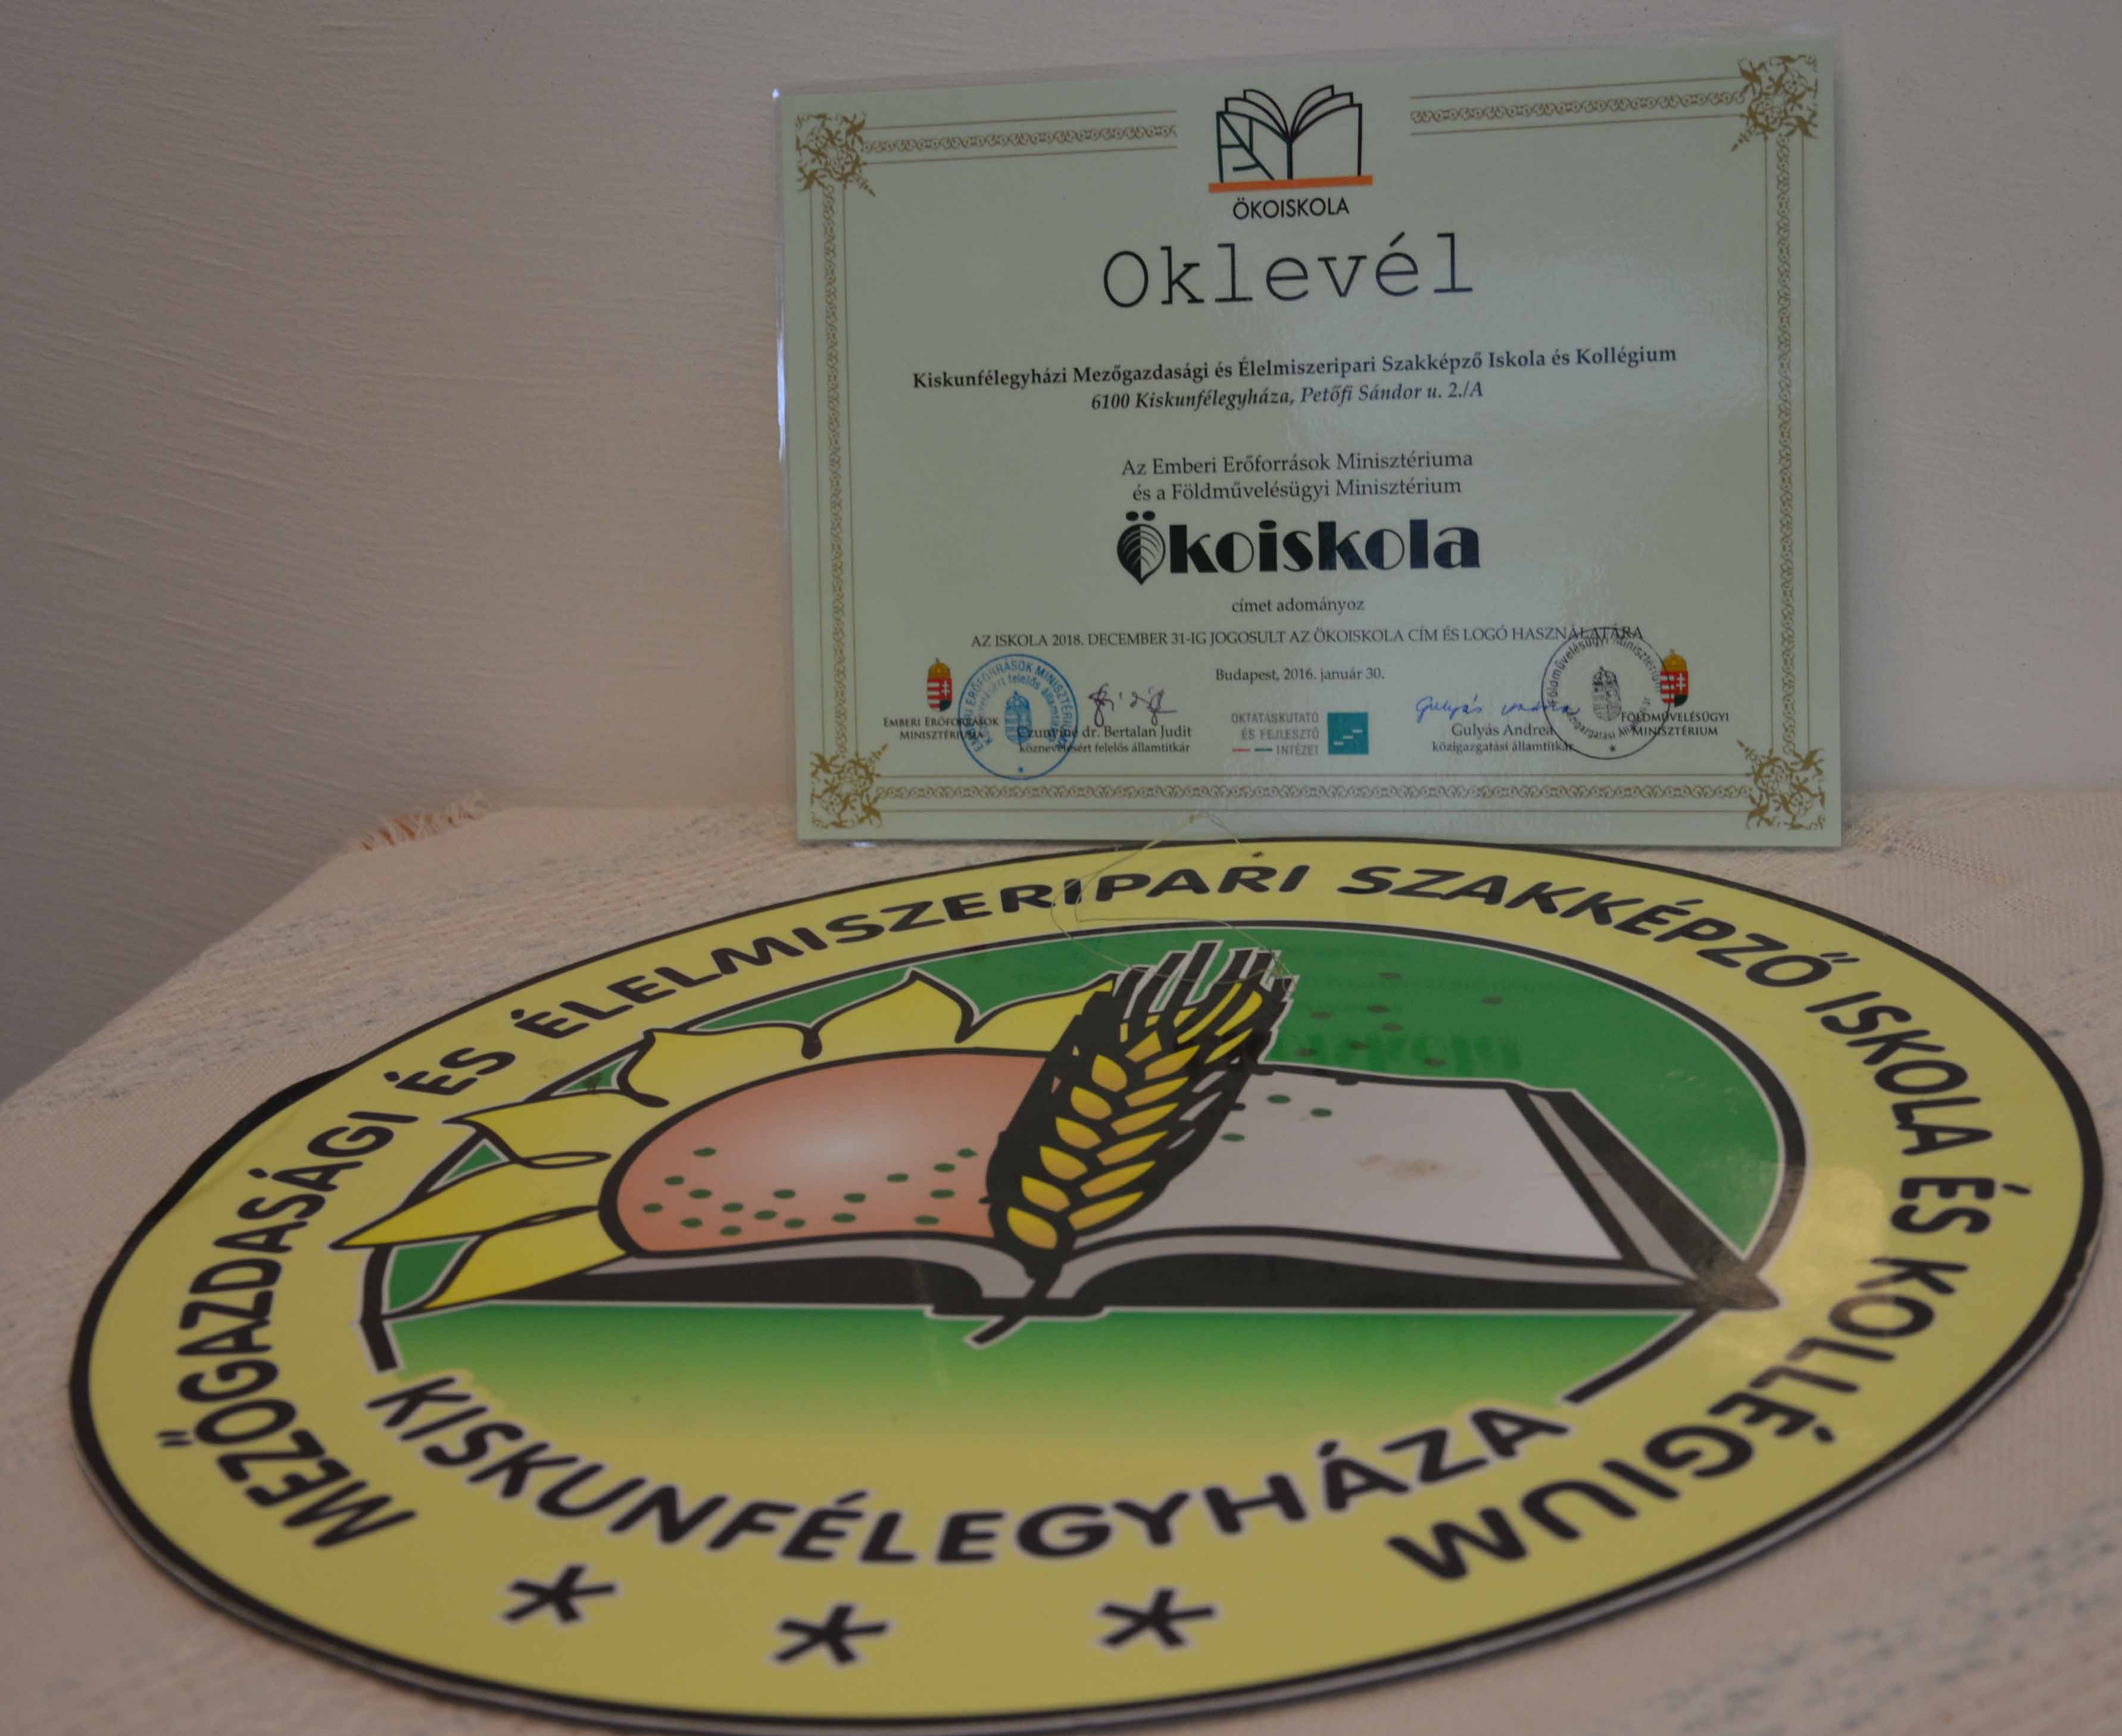 ÖKOISKOLA
Oklevél
Kiskunfélegyházi Mezőgazdasági és Élelmiszeripari Szakképző Iskola és Kollégium
6100 Kiskunfélegyháza, Petőfi Sándor u. 2./A
Az Emberi Erőforrások Minisztériuma
és a Földművelésügyi Minisztérium
Ökoiskola
címet adományoz
AZ ISKOLA 2018. DECEMBER 31-IG JOGOSULT AZ ÖKOISKOLA CÍM ÉS LOGÓ HASZNÁLATÁRA
Budapest, 2016. január 30.
EMBERI ERŐFORRÁSOK
MINISZTÉRIUMA
Czunyiné dr. Bertalan Judit
köznevelésért felelős államtitkár
OKTATÁSKUTATÓ
ÉS FEJLESZTŐ
INTÉZET
Gulyás Andrea
közigazgatási államtitkár
FÖLDMŰVELÉSÜGYI
MINISZTÉRIUM
MEZŐGAZDASÁGI ÉS ÉLELMISZERIPARI SZAKKÉPZŐ ISKOLA ÉS KOLLÉGIUM
KISKUNFÉLEGYHÁZA
* * *